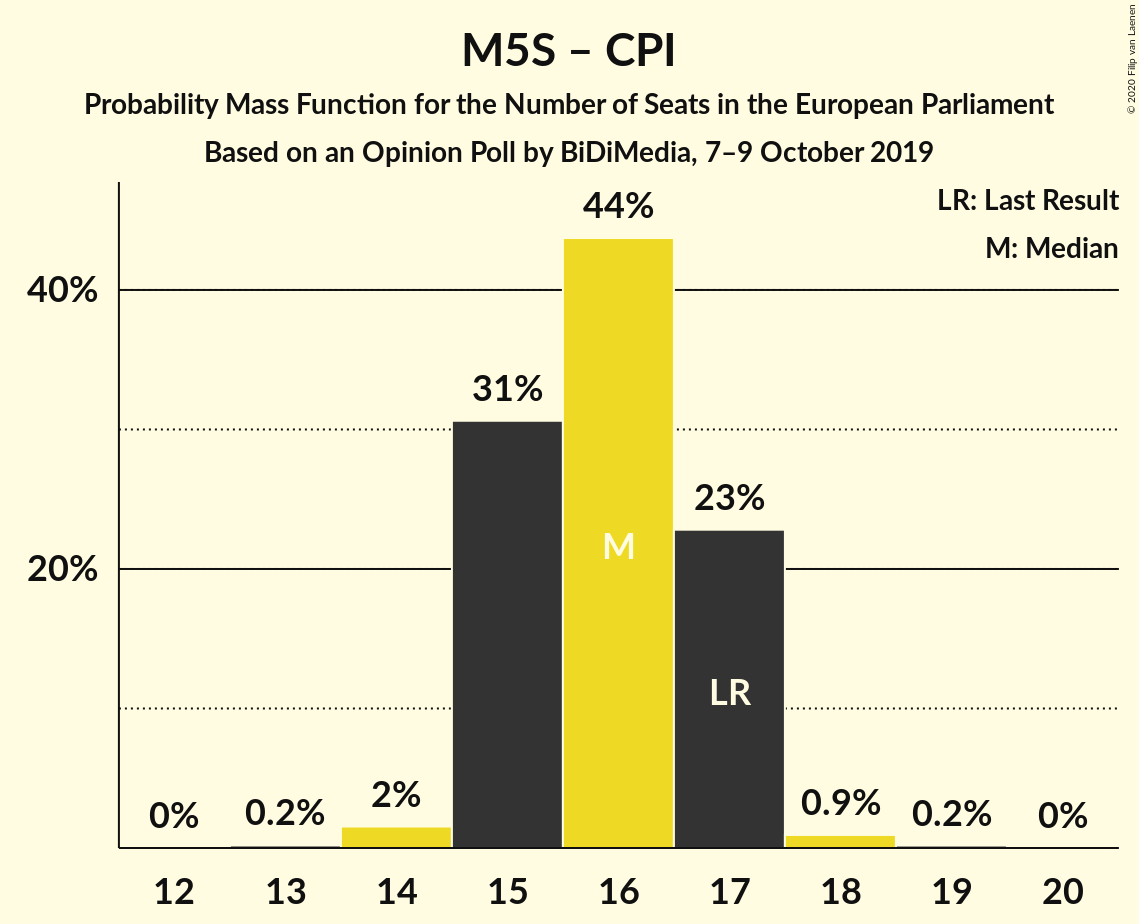 M5S – CPI
Probability Mass Function for the Number of Seats in the European Parliament
Based on an Opinion Poll by BiDiMedia, 7–9 October 2019
© 2020 Filip van Laenen
LR: Last Result
M: Median
44%
40%
31%
23%
M
20%
LR
0%
0.2%
2%
0.9%
0.2%
0%
12 13 14 15 16 17 18 19 20